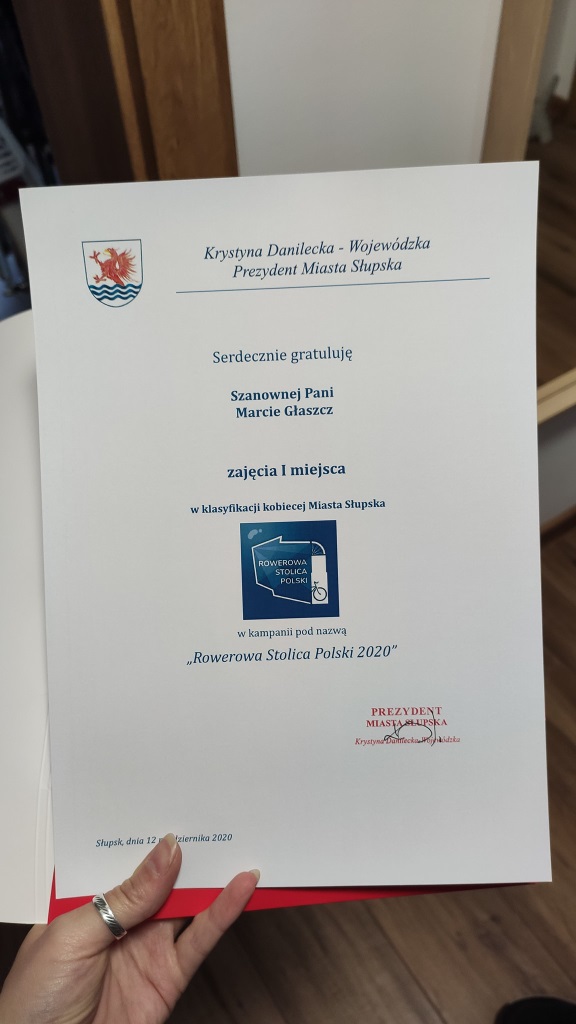 Krystyna Danilecka - Wojewódzka
Prezydent Miasta Słupska
Serdecznie gratuluję
Szanownej Pani
Marcie Głaszcz
zajęcia I miejsca
w klasyfikacji kobiecej Miasta Słupska
ROWEROWA
STOLICA
POLSKI
w kampanii pod nazwą
„Rowerowa Stolica Polski 2020”
PREZYDENT
MIASTA SŁUPSKA
Krystyna Danilecka-Wojewódzka
Słupsk, dnia 12 października 2020